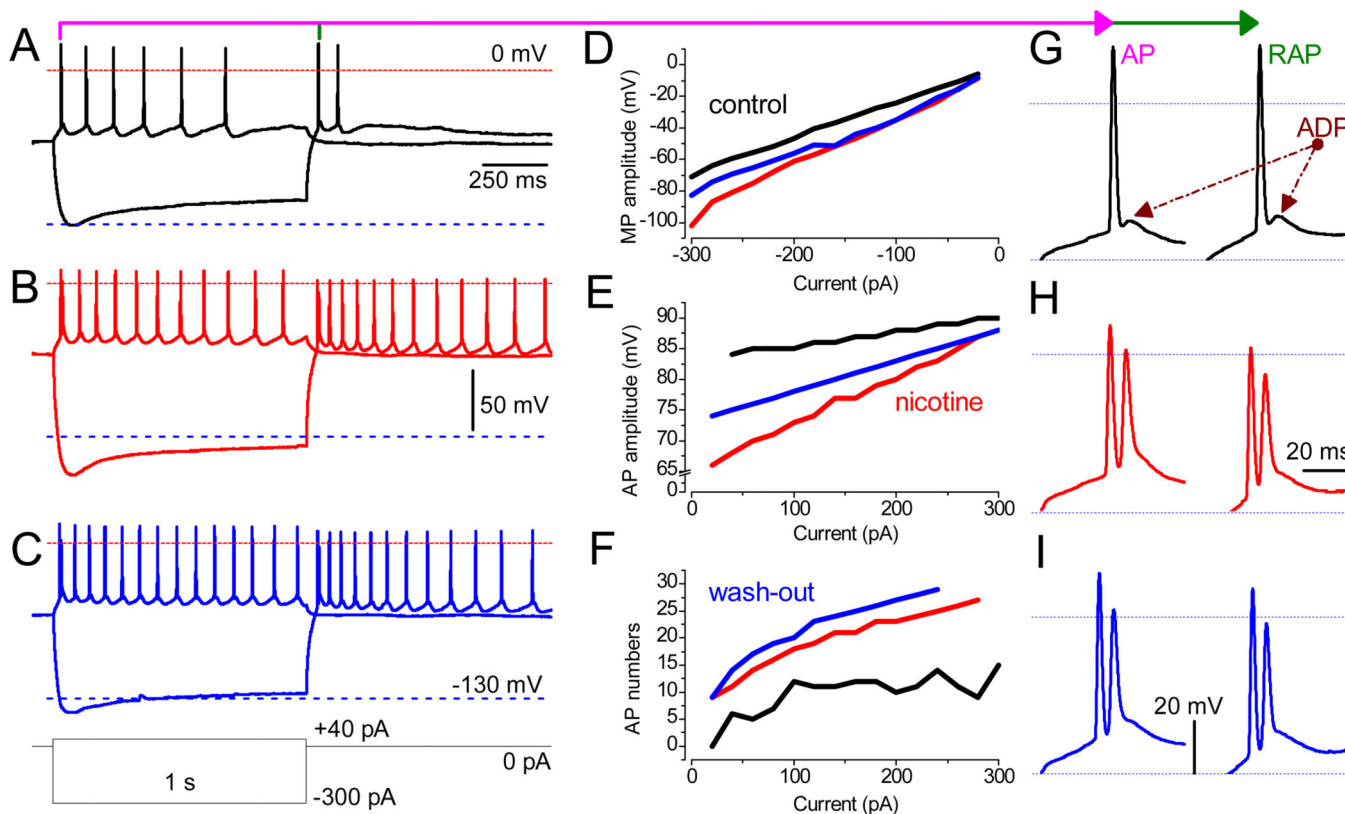 A
0 mV
250 ms
B
50 mV
C
-130 mV
+40 pA
0 pA
1 s
-300 pA
D
MP amplitude (mV)
0
-20
-40
-60
-80
-100
control
-300
-200
-100
0
Current (pA)
E
AP amplitude (mV)
90
85
80
75
70
65
0
nicotine
0
100
200
300
Current (pA)
F
AP numbers
30
25
20
15
10
5
0
wash-out
0
100
200
300
Current (pA)
G
AP
RAP
ADP
H
20 ms
I
20 mV